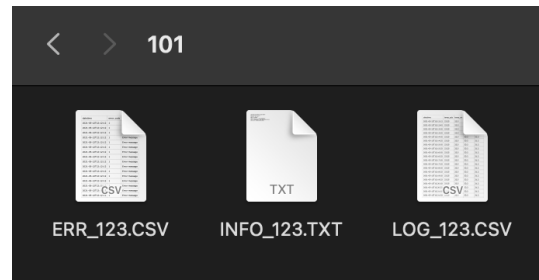 101
CSV
TXT
CSV
ERR_123.CSV
INFO_123.TXT
LOG_123.CSV